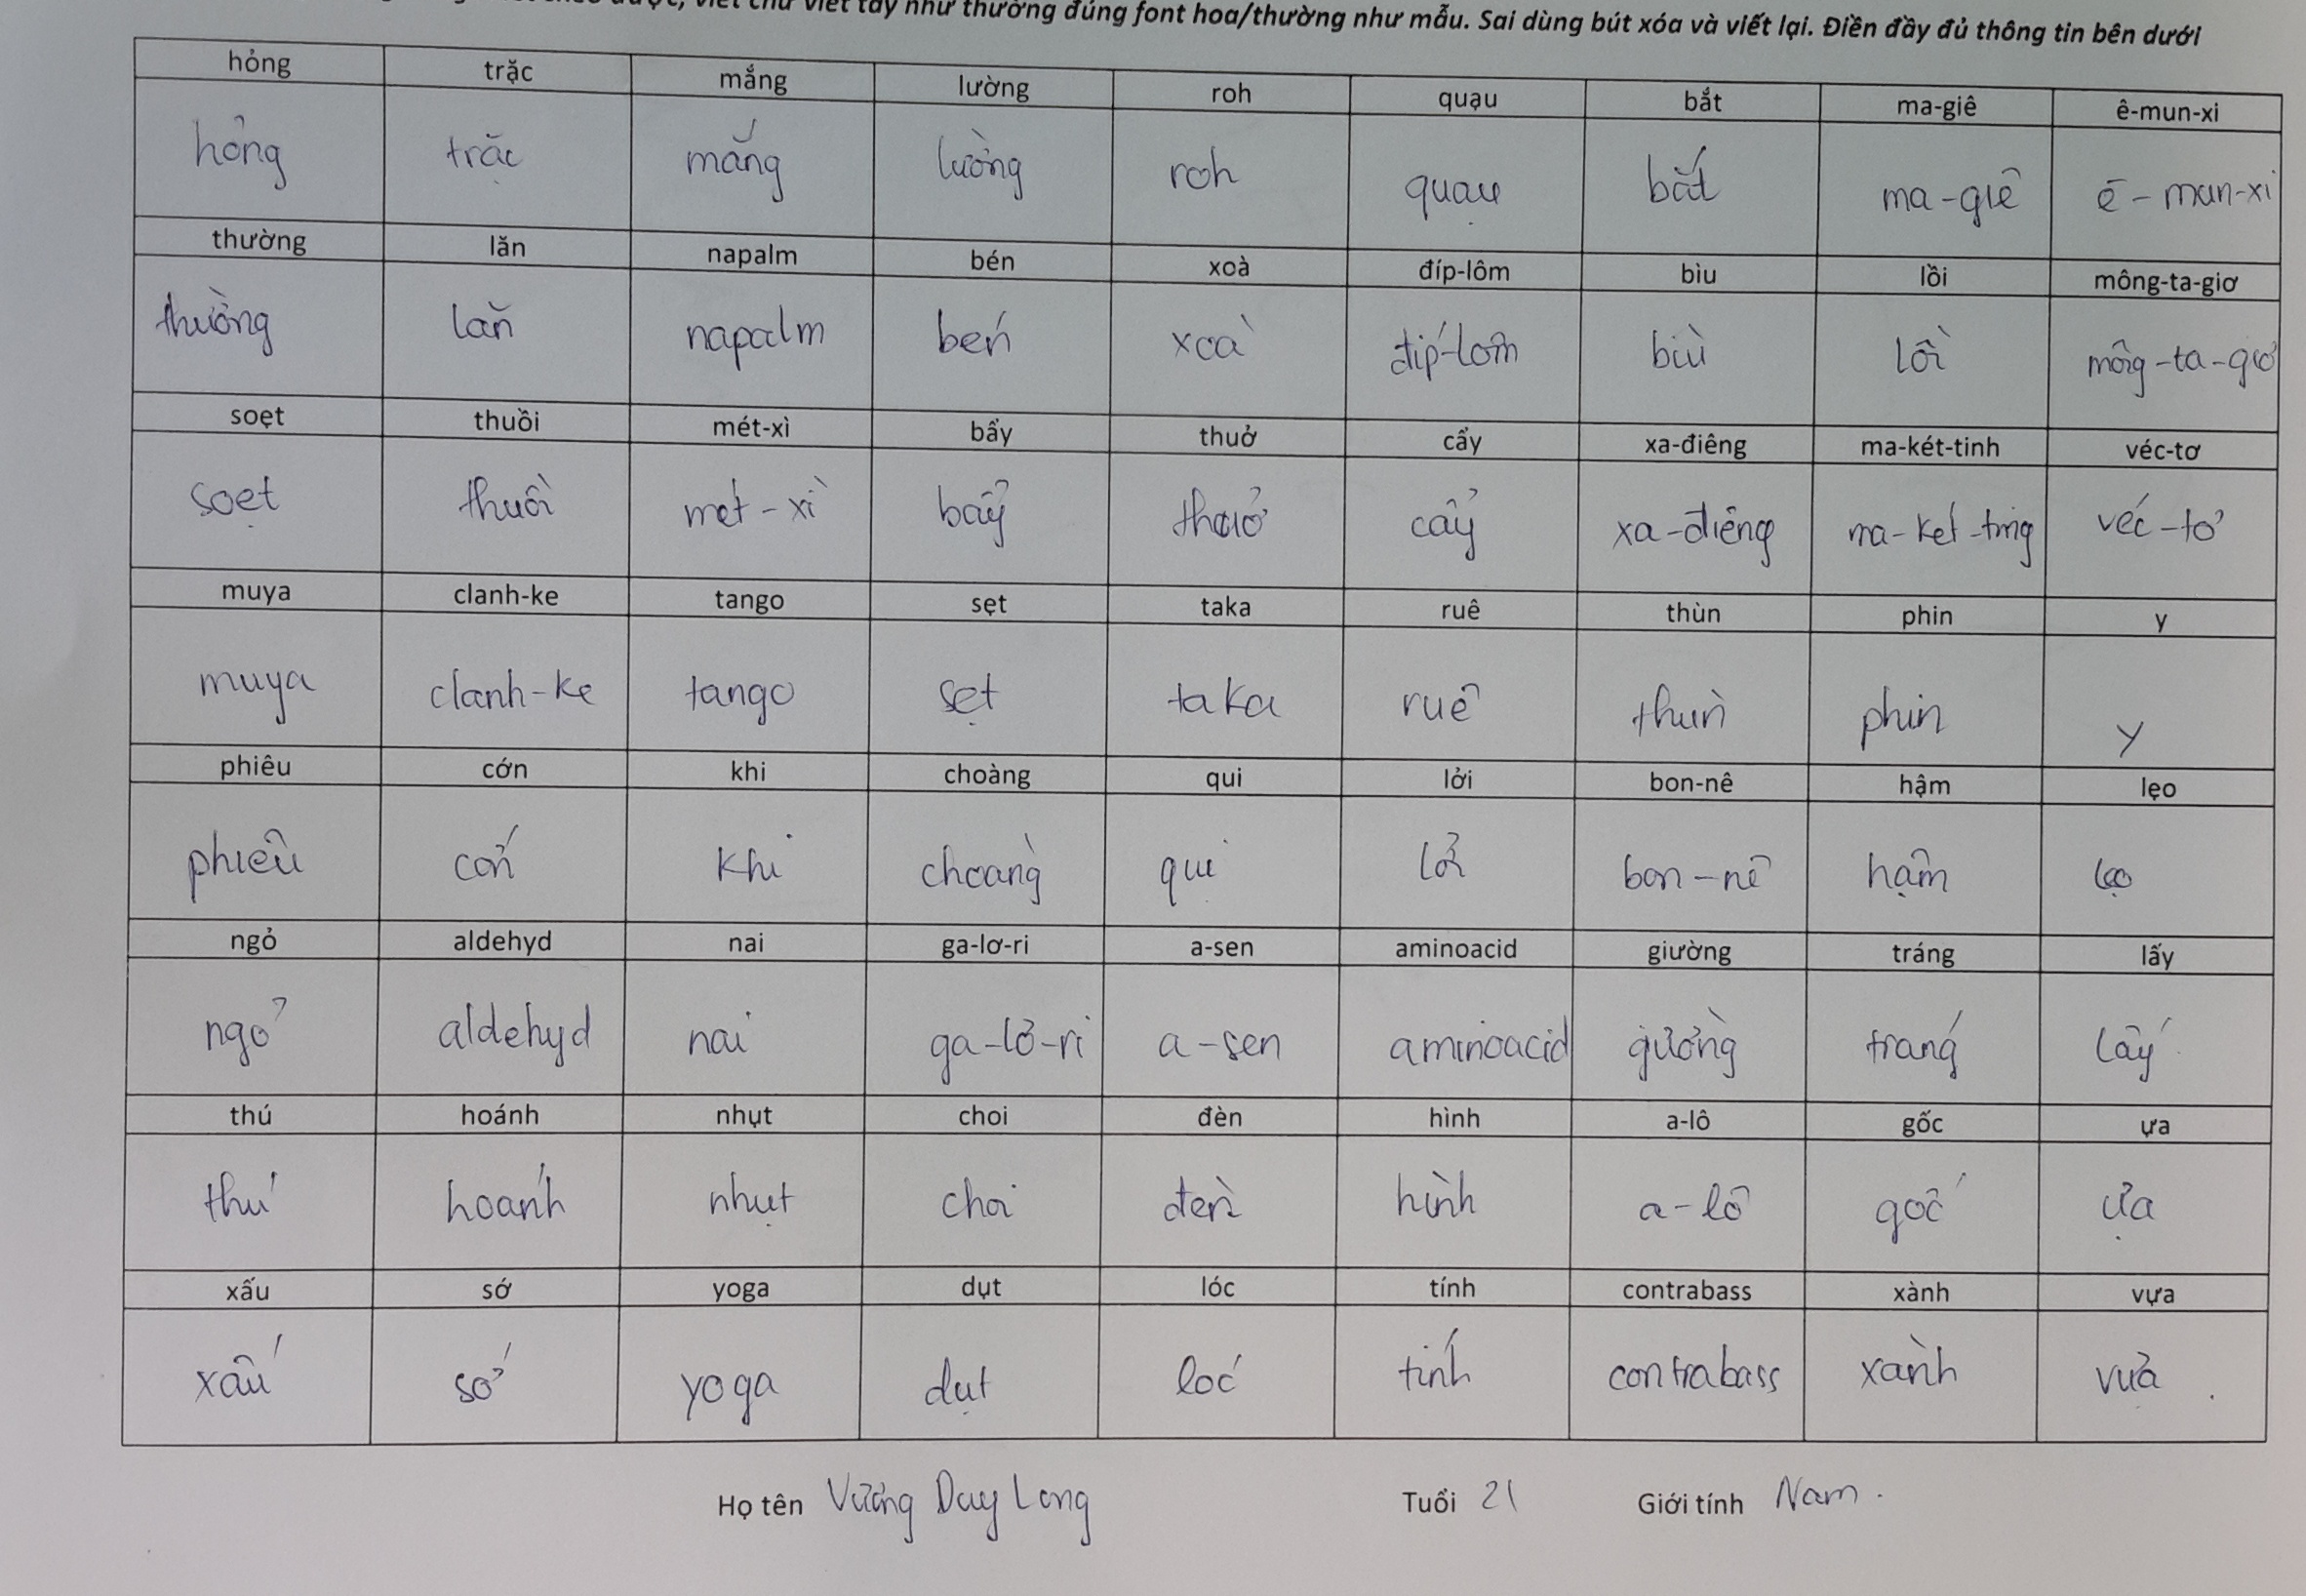 viết chữ viết tay như thường đúng font hoa/thường như mẫu. Sai dùng bút xóa và viết lại. Điền đầy đủ thông tin bên dưới
hỏng trặc mắng lường roh quạu bắt ma-giê ê-mun-xi
hỏng trặc mắng lường roh quạu bắt ma-giê ê-mun-xi
thường lăn napalm bén xoà đíp-lôm bìu lồi mông-ta-giơ
thường lăn napalm bén xoà đíp-lôm bìu lồi mông-ta-giơ
soẹt thuồi mét-xì bẩy thuở cẩy xa-điêng ma-két-tinh véc-tơ
soẹt thuồi mét-xì bẩy thuở cẩy xa-điêng ma-két-ting véc-tơ
muya clanh-ke tango sẹt taka ruê thùn phin y
muya clanh-ke tango sẹt taka ruê thùn phin y
phiêu cớn khi choàng qui lởi bon-nê hậm lẹo
phiêu cớn khi choàng qui lởi bon-nê hậm lẹo
ngỏ aldehyd nai ga-lơ-ri a-sen aminoacid giường tráng lấy
ngỏ aldehyd nai ga-lơ-ri a-sen aminoacid giường tráng lấy
thú hoánh nhụt choi đèn hình a-lô gốc ựa
thú hoánh nhụt choi đèn hình a-lô gốc ựa
xấu sớ yoga dụt lóc tính contrabass xành vựa
xấu sớ yoga dụt lóc tính contrabass xành vựa
Họ tên Vương Duy Long Tuổi 21 Giới tính Nam.